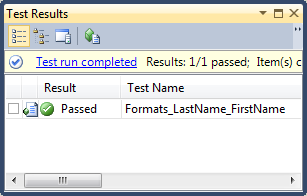 Test Results
Test run completed Results: 1/1 passed; Item(s) c
Result Test Name
Passed Formats_LastName_FirstName